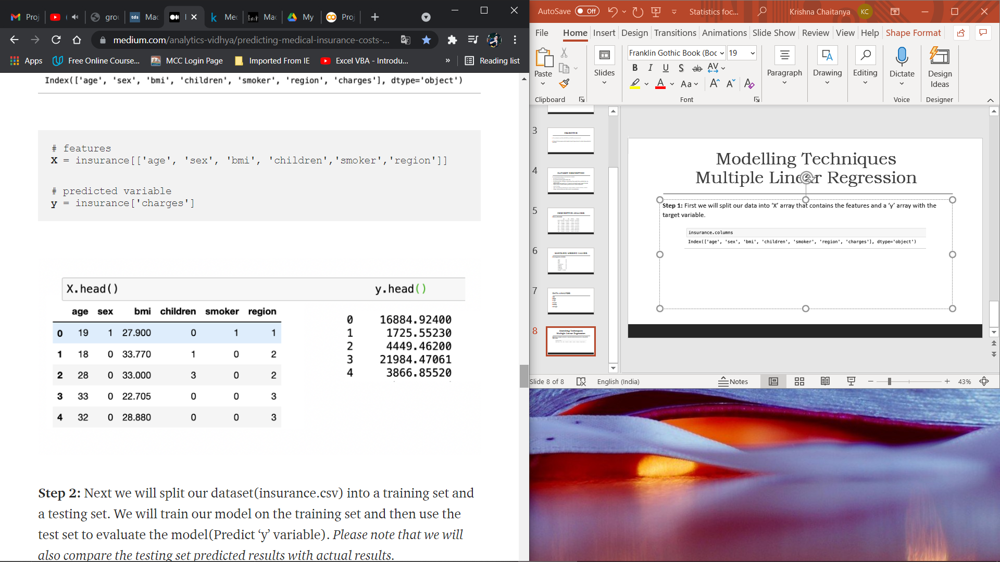 Proj
(
grou
tds
Mac
I
Med
Mac
My
Proj
medium.com/analytics-vidhya/predicting-medical-insurance-costs-...
Apps
Free Online Course...
MCC Login Page
Imported From IE
Excel VBA - Introdu...
»
Reading list
Index(['age', 'sex', 'bmi', 'children', 'smoker', 'region', 'charges'], dtype='object')
# features
X = insurance[['age', 'sex', 'bmi', 'children','smoker','region']]
# predicted variable
y = insurance['charges']
X.head() y.head()
age sex bmi children smoker region
0 19 1 27.900 0 1 1
1 18 0 33.770 1 0 2
2 28 0 33.000 3 0 2
3 33 0 22.705 0 0 3
4 32 0 28.880 0 0 3
0 16884.92400
1 1725.55230
2 4449.46200
3 21984.47061
4 3866.85520
Step 2: Next we will split our dataset(insurance.csv) into a training set and
a testing set. We will train our model on the training set and then use the
test set to evaluate the model(Predict ‘y’ variable). Please note that we will
also compare the testing set predicted results with actual results.
AutoSave Off
Statistics foc...
Krishna Chaitanya KC
File Home Insert Design Transitions Animations Slide Show Review View Help Shape Format
Paste
Clipboard
Slides
Franklin Gothic Book (Boc 19
B I U S ab AV
A Aa A A A
Font
Paragraph
Drawing
Editing
Dictate
Voice
Design
Ideas
Designer
3
OBJECTIVE
4
DATASET DESCRIPTION
5
DESCRIPTIVE ANALYSIS
6
HANDLING MISSING VALUES
7
DATA ANALYSIS
8
Modelling Techniques
Multiple Linear Regression
Modelling Techniques
Multiple Linear Regression
Step 1: First we will split our data into ‘X’ array that contains the features and a ‘y’ array with the
target variable.
insurance.columns
Index(['age', 'sex', 'bmi', 'children', 'smoker', 'region', 'charges'], dtype='object')
Slide 8 of 8
English (India)
Notes
43%